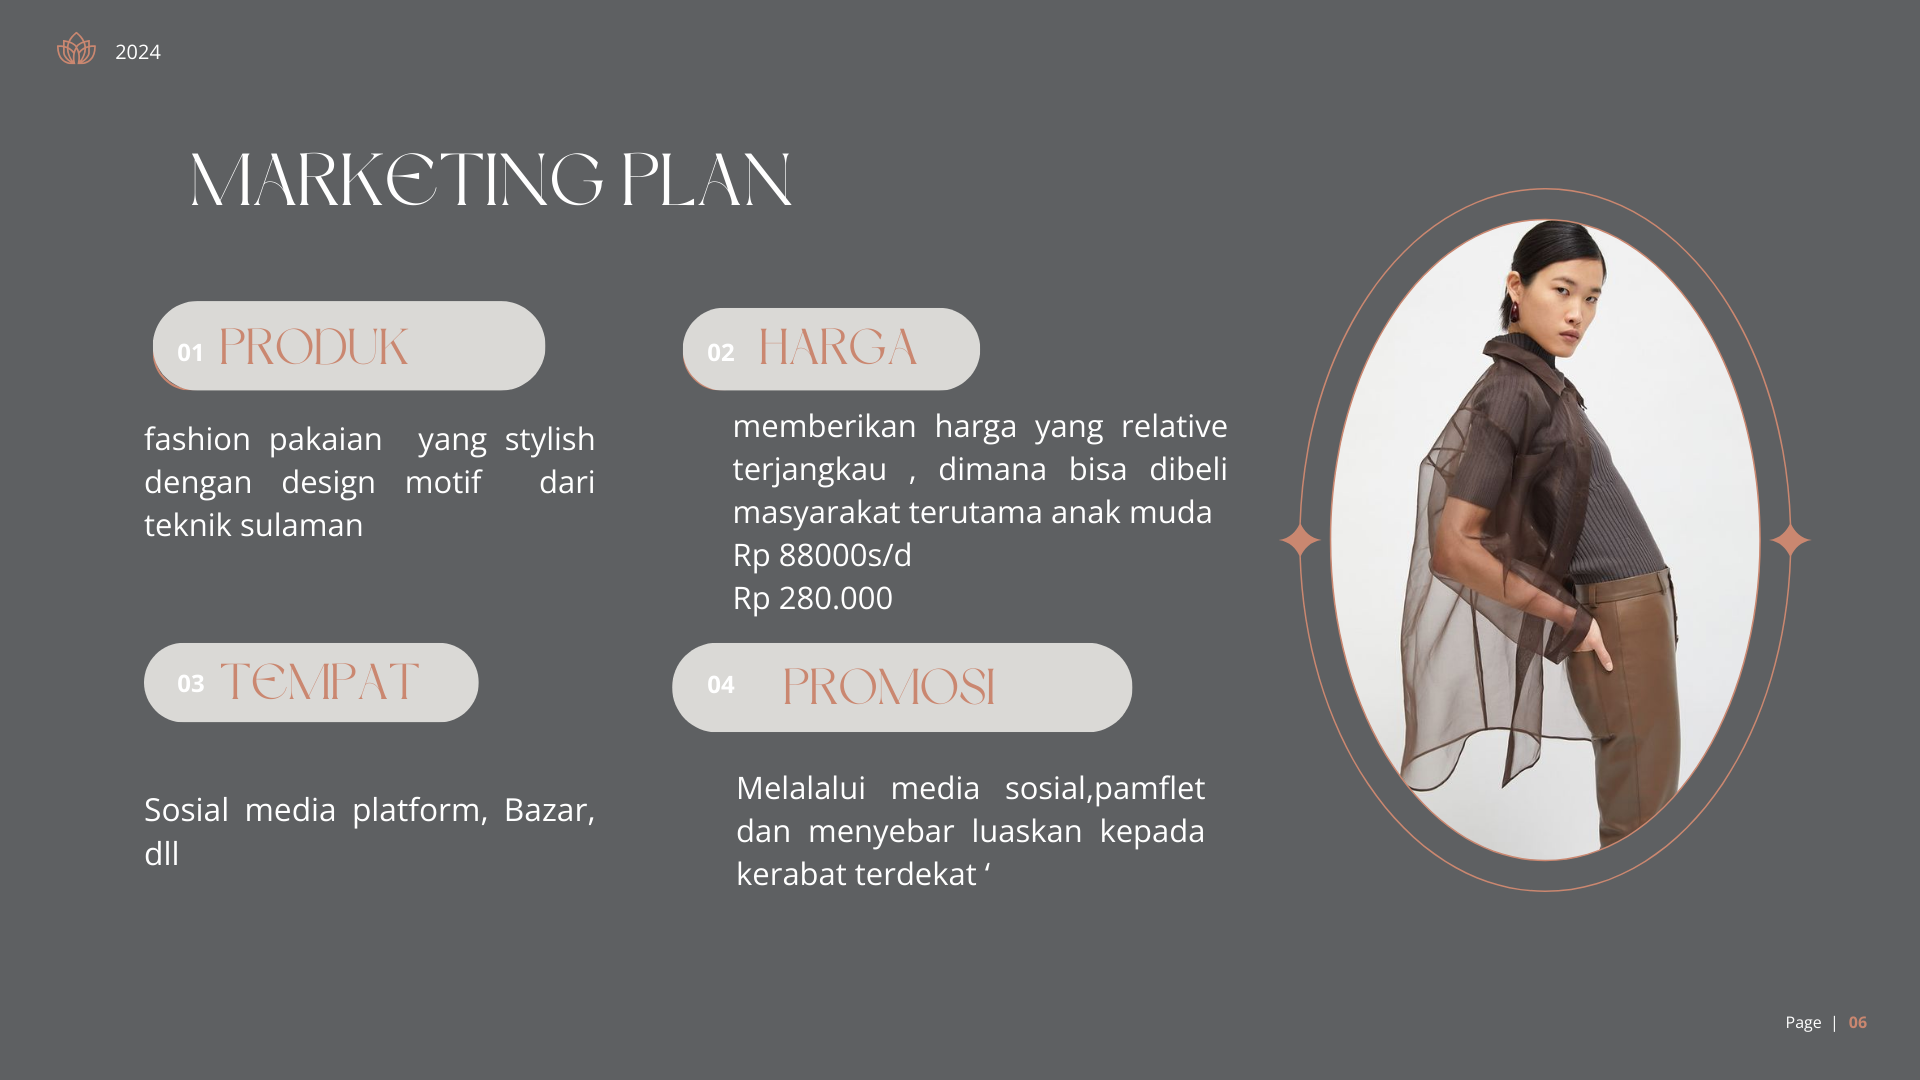 2024
MARKETING PLAN
01 PRODUK
fashion pakaian yang stylish
dengan design motif dari
teknik sulaman
02 HARGA
memberikan harga yang relative
terjangkau , dimana bisa dibeli
masyarakat terutama anak muda
Rp 88000s/d
Rp 280.000
03 TEMPAT
Sosial media platform, Bazar,
dll
04 PROMOSI
Melalalui media sosial,pamflet
dan menyebar luaskan kepada
kerabat terdekat ‘
Page | 06